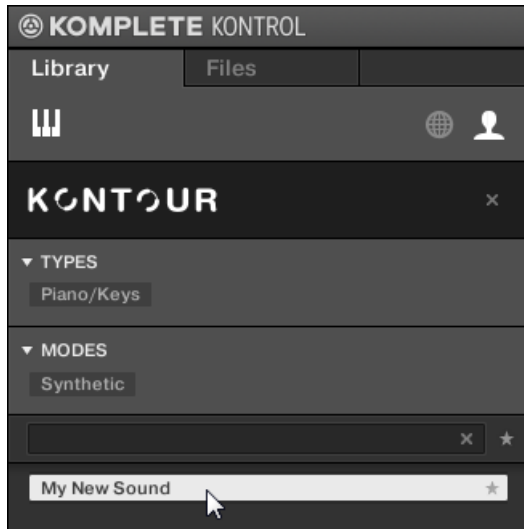 KOMPLETE KONTROL
Library Files
KONTOUR
TYPES
Piano/Keys
MODES
Synthetic
My New Sound